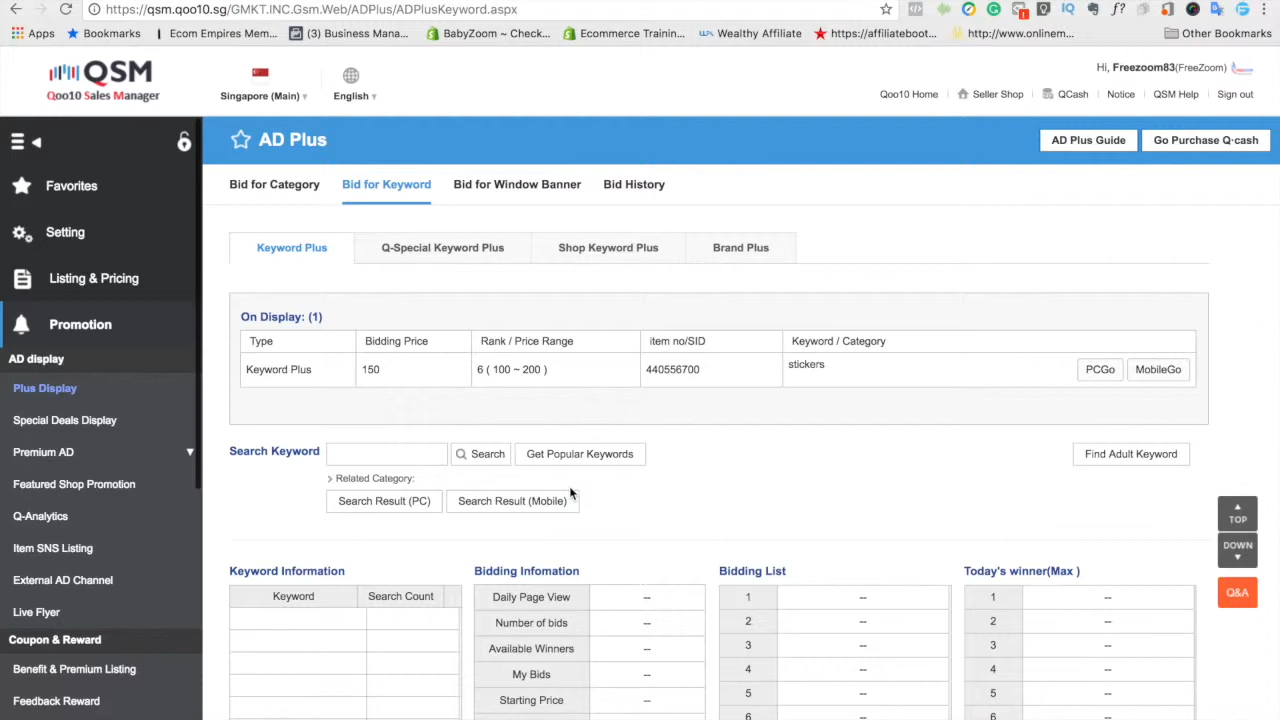 https://qsm.qoo10.sg/GMKT.INC.Gsm.Web/ADPlus/ADPlusKeyword.aspx
Apps Bookmarks Ecom Empires Mem... (3) Business Mana... BabyZoom ~ Check... Ecommerce Trainin... Wealthy Affiliate https://affiliateboot... http://www.onlinem... Other Bookmarks
QSM
Qoo10 Sales Manager
Singapore (Main)
English
Hi, Freezoom83(FreeZoom)
Qoo10 Home Seller Shop QCash Notice QSM Help Sign out
AD Plus
AD Plus Guide
Go Purchase Q·cash
Favorites
Setting
Listing & Pricing
Promotion
AD display
Plus Display
Special Deals Display
Premium AD
Featured Shop Promotion
Q-Analytics
Item SNS Listing
External AD Channel
Live Flyer
Coupon & Reward
Benefit & Premium Listing
Feedback Reward
Bid for Category Bid for Keyword Bid for Window Banner Bid History
Keyword Plus Q-Special Keyword Plus Shop Keyword Plus Brand Plus
On Display: (1)
Type Bidding Price Rank / Price Range item no/SID Keyword / Category
Keyword Plus 150 6 ( 100 ~ 200 ) 440556700 stickers PCGo MobileGo
Search Keyword Search Get Popular Keywords Find Adult Keyword
Related Category:
Search Result (PC) Search Result (Mobile)
Keyword Information
Keyword Search Count
Bidding Infomation
Daily Page View --
Number of bids --
Available Winners --
My Bids --
Starting Price --
Bidding List
1 --
2 --
3 --
4 --
5 --
6 --
Today's winner(Max )
1 --
2 --
3 --
4 --
5 --
6 --
TOP
DOWN
Q&A